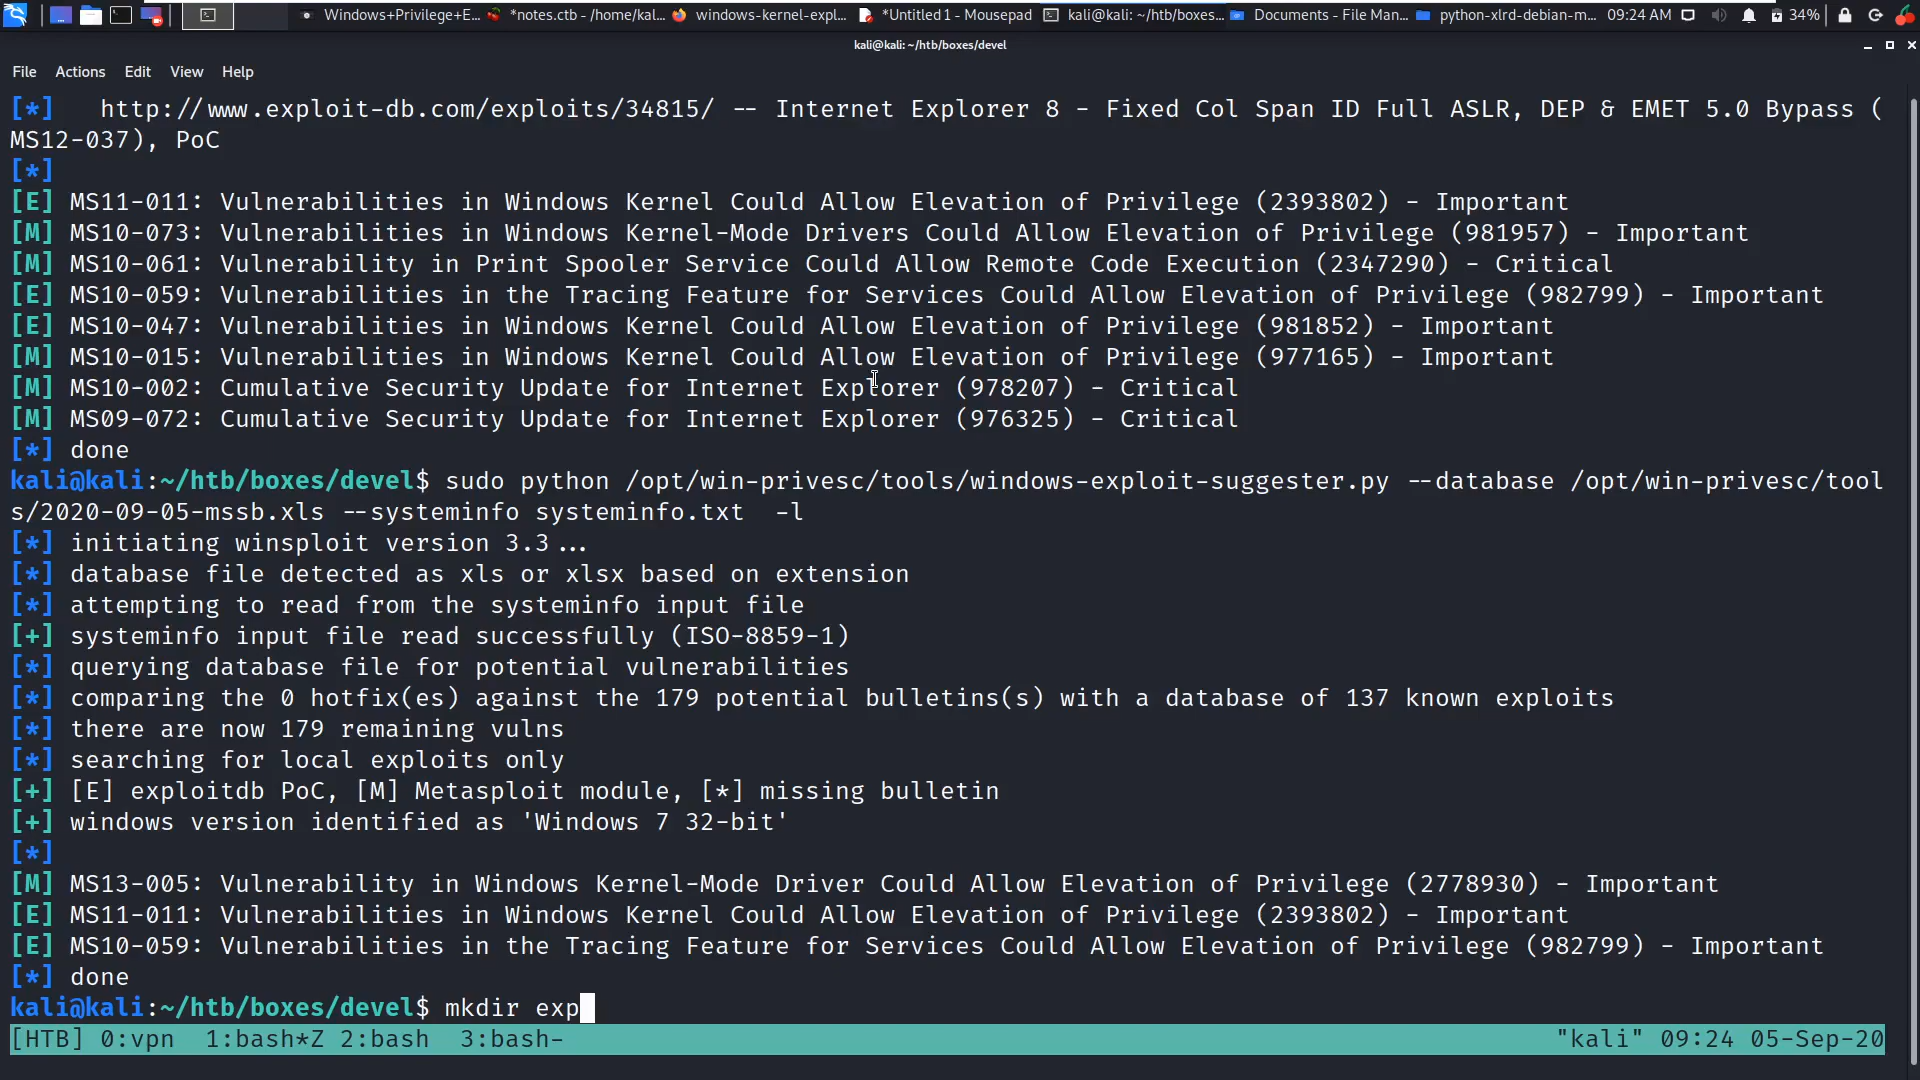 Windows+Privilege+E... *notes.ctb - /home/kal... windows-kernel-expl... *Untitled1 - Mousepad kali@kali: ~/htb/boxes... Documents - File Man... python-xlrd-debian-m... 09:24 AM 34%
kali@kali: ~/htb/boxes/devel
File Actions Edit View Help
[*]   http://www.exploit-db.com/exploits/34815/ -- Internet Explorer 8 - Fixed Col Span ID Full ASLR, DEP & EMET 5.0 Bypass (
MS12-037), PoC
[*]
[E] MS11-011: Vulnerabilities in Windows Kernel Could Allow Elevation of Privilege (2393802) - Important
[M] MS10-073: Vulnerabilities in Windows Kernel-Mode Drivers Could Allow Elevation of Privilege (981957) - Important
[M] MS10-061: Vulnerability in Print Spooler Service Could Allow Remote Code Execution (2347290) - Critical
[E] MS10-059: Vulnerabilities in the Tracing Feature for Services Could Allow Elevation of Privilege (982799) - Important
[E] MS10-047: Vulnerabilities in Windows Kernel Could Allow Elevation of Privilege (981852) - Important
[M] MS10-015: Vulnerabilities in Windows Kernel Could Allow Elevation of Privilege (977165) - Important
[M] MS10-002: Cumulative Security Update for Internet Explorer (978207) - Critical
[M] MS09-072: Cumulative Security Update for Internet Explorer (976325) - Critical
[*] done
kali@kali:~/htb/boxes/devel$ sudo python /opt/win-privesc/tools/windows-exploit-suggester.py --database /opt/win-privesc/tool
s/2020-09-05-mssb.xls --systeminfo systeminfo.txt  -l
[*] initiating winsploit version 3.3...
[*] database file detected as xls or xlsx based on extension
[*] attempting to read from the systeminfo input file
[+] systeminfo input file read successfully (ISO-8859-1)
[*] querying database file for potential vulnerabilities
[*] comparing the 0 hotfix(es) against the 179 potential bulletins(s) with a database of 137 known exploits
[*] there are now 179 remaining vulns
[*] searching for local exploits only
[+] [E] exploitdb PoC, [M] Metasploit module, [*] missing bulletin
[+] windows version identified as 'Windows 7 32-bit'
[*]
[M] MS13-005: Vulnerability in Windows Kernel-Mode Driver Could Allow Elevation of Privilege (2778930) - Important
[E] MS11-011: Vulnerabilities in Windows Kernel Could Allow Elevation of Privilege (2393802) - Important
[E] MS10-059: Vulnerabilities in the Tracing Feature for Services Could Allow Elevation of Privilege (982799) - Important
[*] done
kali@kali:~/htb/boxes/devel$ mkdir exp
[HTB] 0:vpn  1:bash*Z 2:bash  3:bash- "kali" 09:24 05-Sep-20